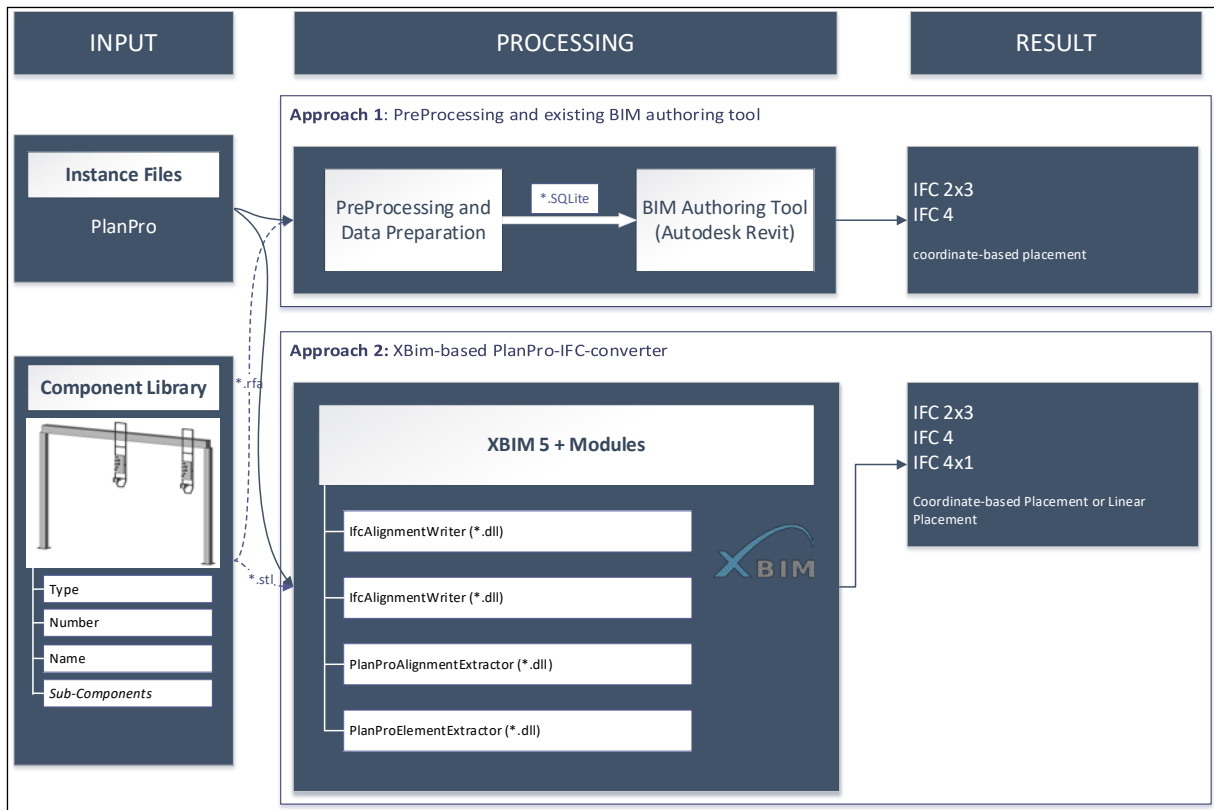 INPUT
PROCESSING
RESULT
Approach 1: PreProcessing and existing BIM authoring tool
Instance Files
PlanPro
PreProcessing and
Data Preparation
*.SQLite
BIM Authoring Tool
(Autodesk Revit)
IFC 2x3
IFC 4
coordinate-based placement
Approach 2: XBim-based PlanPro-IFC-converter
Component Library
*.rfa
*.stl
Type
Number
Name
Sub-Components
XBIM 5 + Modules
IfcAlignmentWriter (*.dll)
IfcAlignmentWriter (*.dll)
PlanProAlignmentExtractor (*.dll)
PlanProElementExtractor (*.dll)
XBIM
IFC 2x3
IFC 4
IFC 4x1
Coordinate-based Placement or Linear
Placement